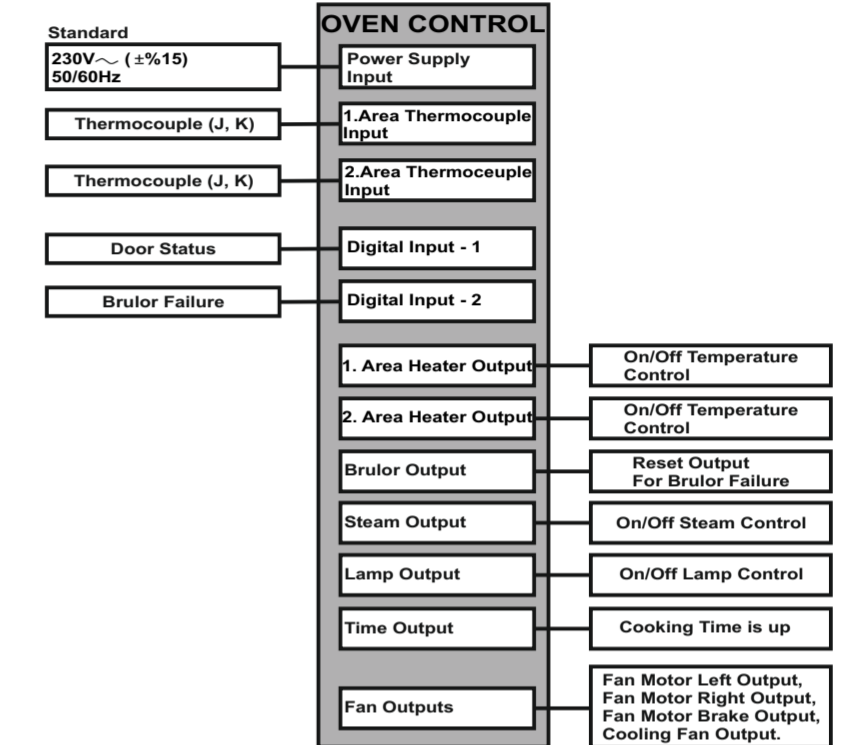 OVEN CONTROL
Standard
230V～ ( ±%15)
50/60Hz
Power Supply
Input
Thermocouple (J, K)
1.Area Thermocouple
Input
Thermocouple (J, K)
2.Area Thermoceuple
Input
Door Status
Digital Input - 1
Brulor Failure
Digital Input - 2
1. Area Heater Output
On/Off Temperature
Control
2. Area Heater Output
On/Off Temperature
Control
Brulor Output
Reset Output
For Brulor Failure
Steam Output
On/Off Steam Control
Lamp Output
On/Off Lamp Control
Time Output
Cooking Time is up
Fan Outputs
Fan Motor Left Output,
Fan Motor Right Output,
Fan Motor Brake Output,
Cooling Fan Output.